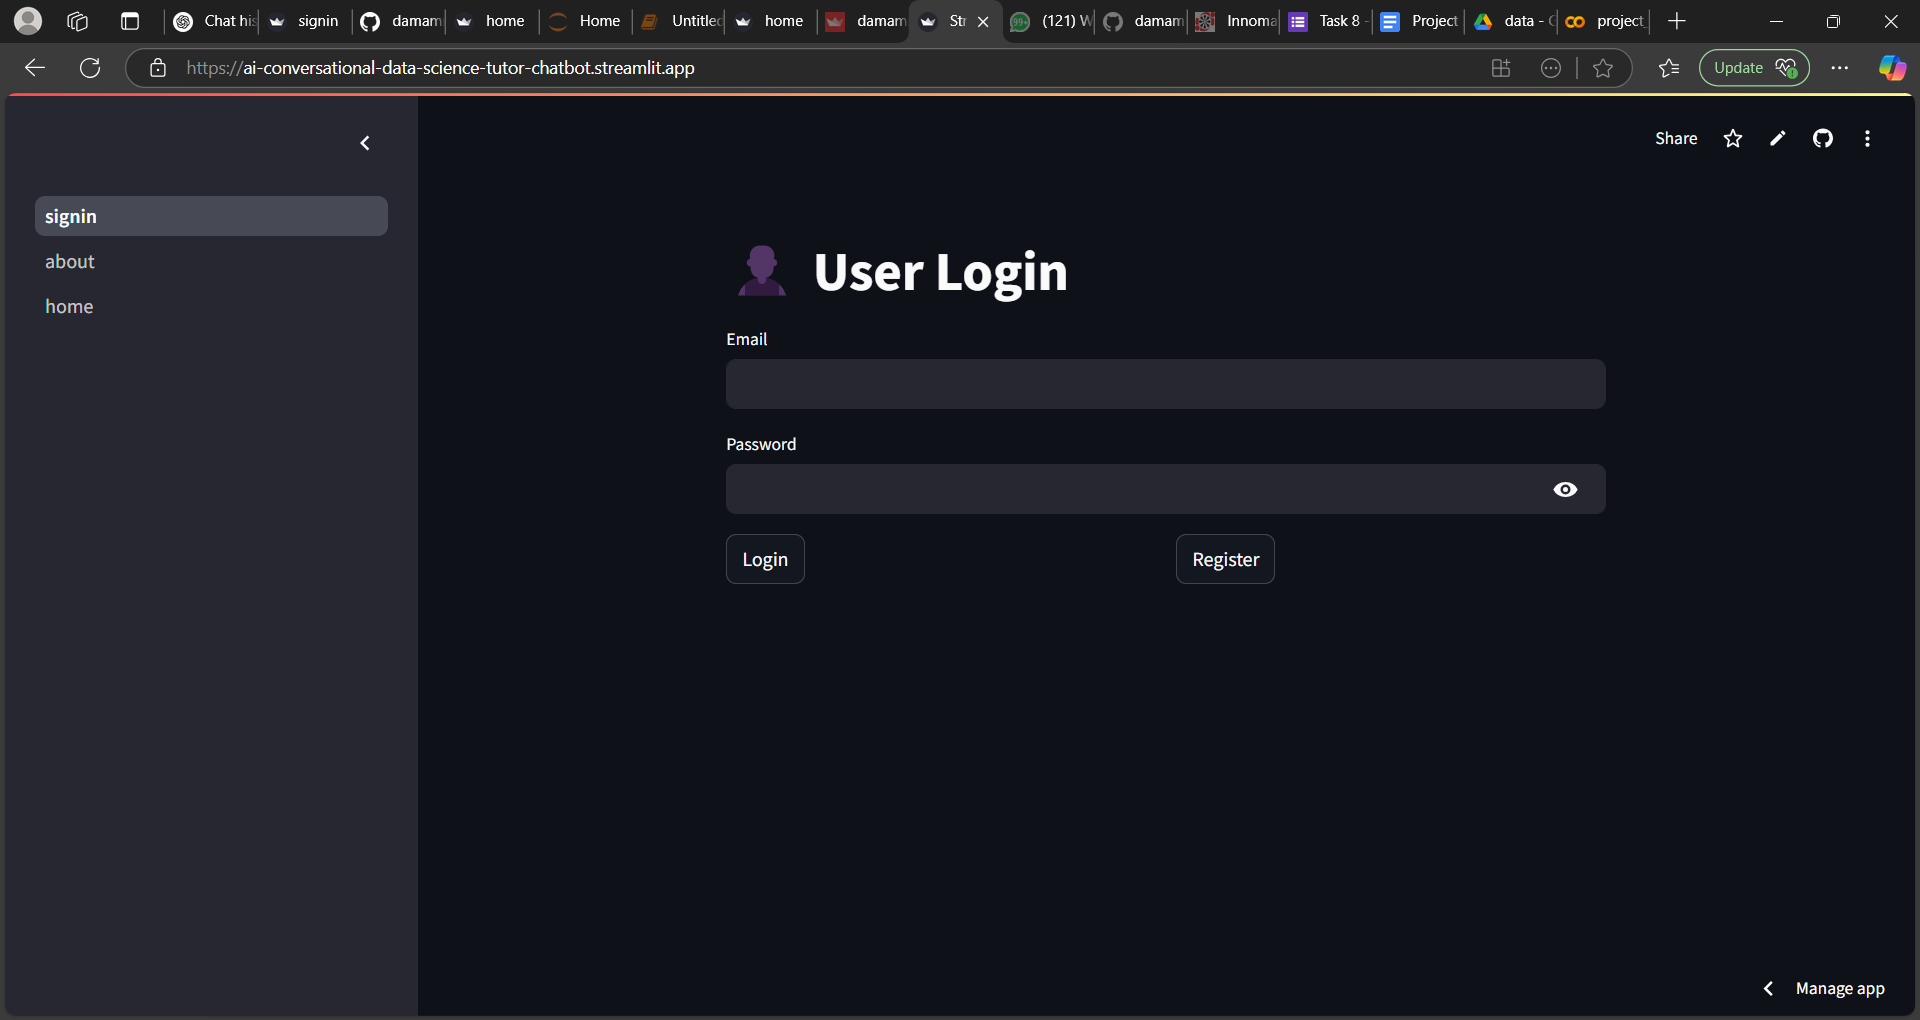 Chat his
signin
damam
home
Home
Untitled
home
damam
Str
(121) W
damam
Innoma
Task 8 -
Project
data - G
project_
https://ai-conversational-data-science-tutor-chatbot.streamlit.app
Update
Share
signin
about
home
User Login
Email
Password
Login
Register
Manage app